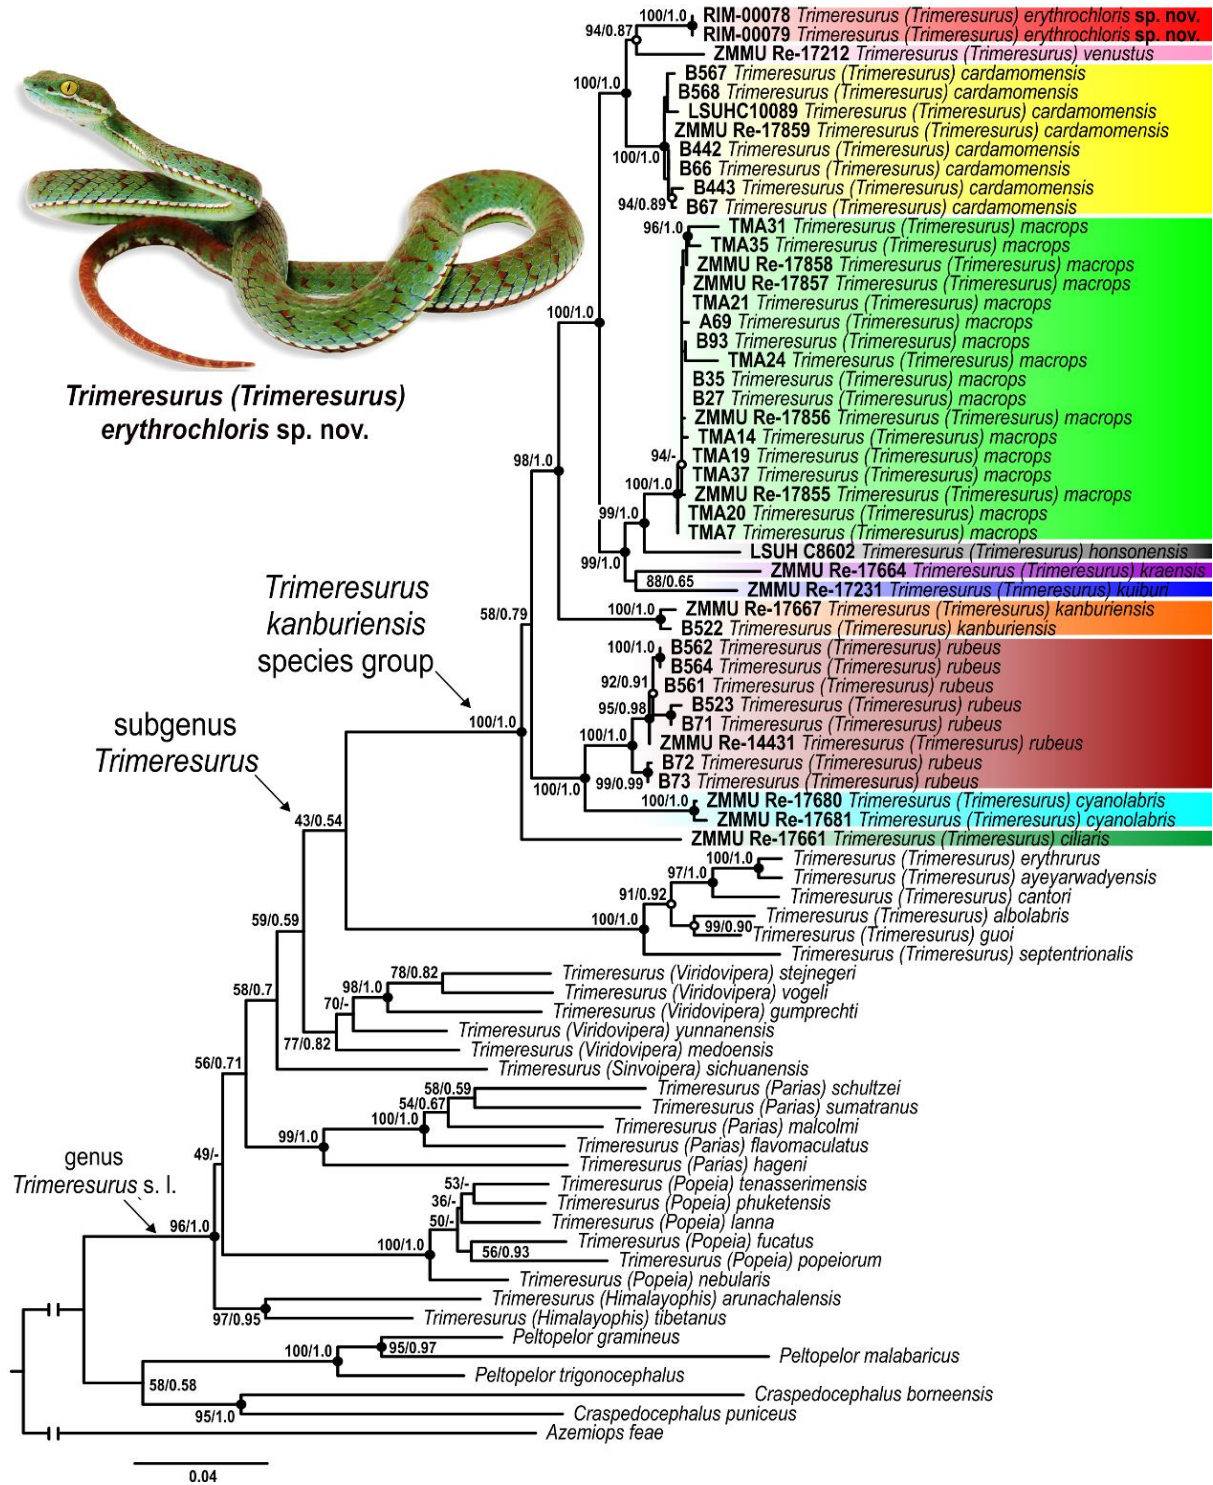 100/1.0
RIM-00078 Trimeresurus (Trimeresurus) erythrochloris sp. nov.
94/0.87
RIM-00079 Trimeresurus (Trimeresurus) erythrochloris sp. nov.
ZMMU Re-17212 Trimeresurus (Trimeresurus) venustus
100/1.0
B567 Trimeresurus (Trimeresurus) cardamomensis
B568 Trimeresurus (Trimeresurus) cardamomensis
LSUHC10089 Trimeresurus (Trimeresurus) cardamomensis
ZMMU Re-17859 Trimeresurus (Trimeresurus) cardamomensis
B442 Trimeresurus (Trimeresurus) cardamomensis
100/1.0
B66 Trimeresurus (Trimeresurus) cardamomensis
B443 Trimeresurus (Trimeresurus) cardamomensis
94/0.89
B67 Trimeresurus (Trimeresurus) cardamomensis
96/1.0
TMA31 Trimeresurus (Trimeresurus) macrops
TMA35 Trimeresurus (Trimeresurus) macrops
ZMMU Re-17858 Trimeresurus (Trimeresurus) macrops
ZMMU Re-17857 Trimeresurus (Trimeresurus) macrops
TMA21 Trimeresurus (Trimeresurus) macrops
100/1.0
A69 Trimeresurus (Trimeresurus) macrops
B93 Trimeresurus (Trimeresurus) macrops
TMA24 Trimeresurus (Trimeresurus) macrops
B35 Trimeresurus (Trimeresurus) macrops
B27 Trimeresurus (Trimeresurus) macrops
Trimeresurus (Trimeresurus)
erythrochloris sp. nov.
ZMMU Re-17856 Trimeresurus (Trimeresurus) macrops
TMA14 Trimeresurus (Trimeresurus) macrops
94/-
TMA19 Trimeresurus (Trimeresurus) macrops
98/1.0
TMA37 Trimeresurus (Trimeresurus) macrops
100/1.0
ZMMU Re-17855 Trimeresurus (Trimeresurus) macrops
99/1.0
TMA20 Trimeresurus (Trimeresurus) macrops
TMA7 Trimeresurus (Trimeresurus) macrops
LSUH C8602 Trimeresurus (Trimeresurus) honsonensis
99/1.0
ZMMU Re-17664 Trimeresurus (Trimeresurus) kraensis
88/0.65
ZMMU Re-17231 Trimeresurus (Trimeresurus) kuiburi
Trimeresurus
kanburiensis
species group
58/0.79
100/1.0
ZMMU Re-17667 Trimeresurus (Trimeresurus) kanburiensis
B522 Trimeresurus (Trimeresurus) kanburiensis
100/1.0
B562 Trimeresurus (Trimeresurus) rubeus
B564 Trimeresurus (Trimeresurus) rubeus
92/0.91
B561 Trimeresurus (Trimeresurus) rubeus
95/0.98
B523 Trimeresurus (Trimeresurus) rubeus
100/1.0
B71 Trimeresurus (Trimeresurus) rubeus
subgenus
Trimeresurus
100/1.0
ZMMU Re-14431 Trimeresurus (Trimeresurus) rubeus
B72 Trimeresurus (Trimeresurus) rubeus
100/1.0
99/0.99
B73 Trimeresurus (Trimeresurus) rubeus
100/1.0
ZMMU Re-17680 Trimeresurus (Trimeresurus) cyanolabris
43/0.54
ZMMU Re-17681 Trimeresurus (Trimeresurus) cyanolabris
ZMMU Re-17661 Trimeresurus (Trimeresurus) ciliaris
100/1.0
Trimeresurus (Trimeresurus) erythrurus
97/1.0
Trimeresurus (Trimeresurus) ayeyarwadyensis
91/0.92
Trimeresurus (Trimeresurus) cantori
59/0.59
100/1.0
Trimeresurus (Trimeresurus) albolabris
99/0.90
Trimeresurus (Trimeresurus) guoi
Trimeresurus (Trimeresurus) septentrionalis
78/0.82
Trimeresurus (Viridovipera) stejnegeri
58/0.7
98/1.0
Trimeresurus (Viridovipera) vogeli
70/-
Trimeresurus (Viridovipera) gumprechti
Trimeresurus (Viridovipera) yunnanensis
77/0.82
Trimeresurus (Viridovipera) medoensis
56/0.71
Trimeresurus (Sinvoipera) sichuanensis
58/0.59
Trimeresurus (Parias) schultzei
54/0.67
Trimeresurus (Parias) sumatranus
100/1.0
Trimeresurus (Parias) malcolmi
99/1.0
Trimeresurus (Parias) flavomaculatus
49/-
Trimeresurus (Parias) hageni
genus
Trimeresurus s. l.
53/-
Trimeresurus (Popeia) tenasserimensis
36/-
Trimeresurus (Popeia) phuketensis
50/-
Trimeresurus (Popeia) lanna
96/1.0
100/1.0
Trimeresurus (Popeia) fucatus
56/0.93
Trimeresurus (Popeia) popeiorum
Trimeresurus (Popeia) nebularis
Trimeresurus (Himalayophis) arunachalensis
97/0.95
Trimeresurus (Himalayophis) tibetanus
Peltopelor gramineus
100/1.0
95/0.97
Peltopelor malabaricus
Peltopelor trigonocephalus
58/0.58
Craspedocephalus borneensis
95/1.0
Craspedocephalus puniceus
Azemiops feae
0.04